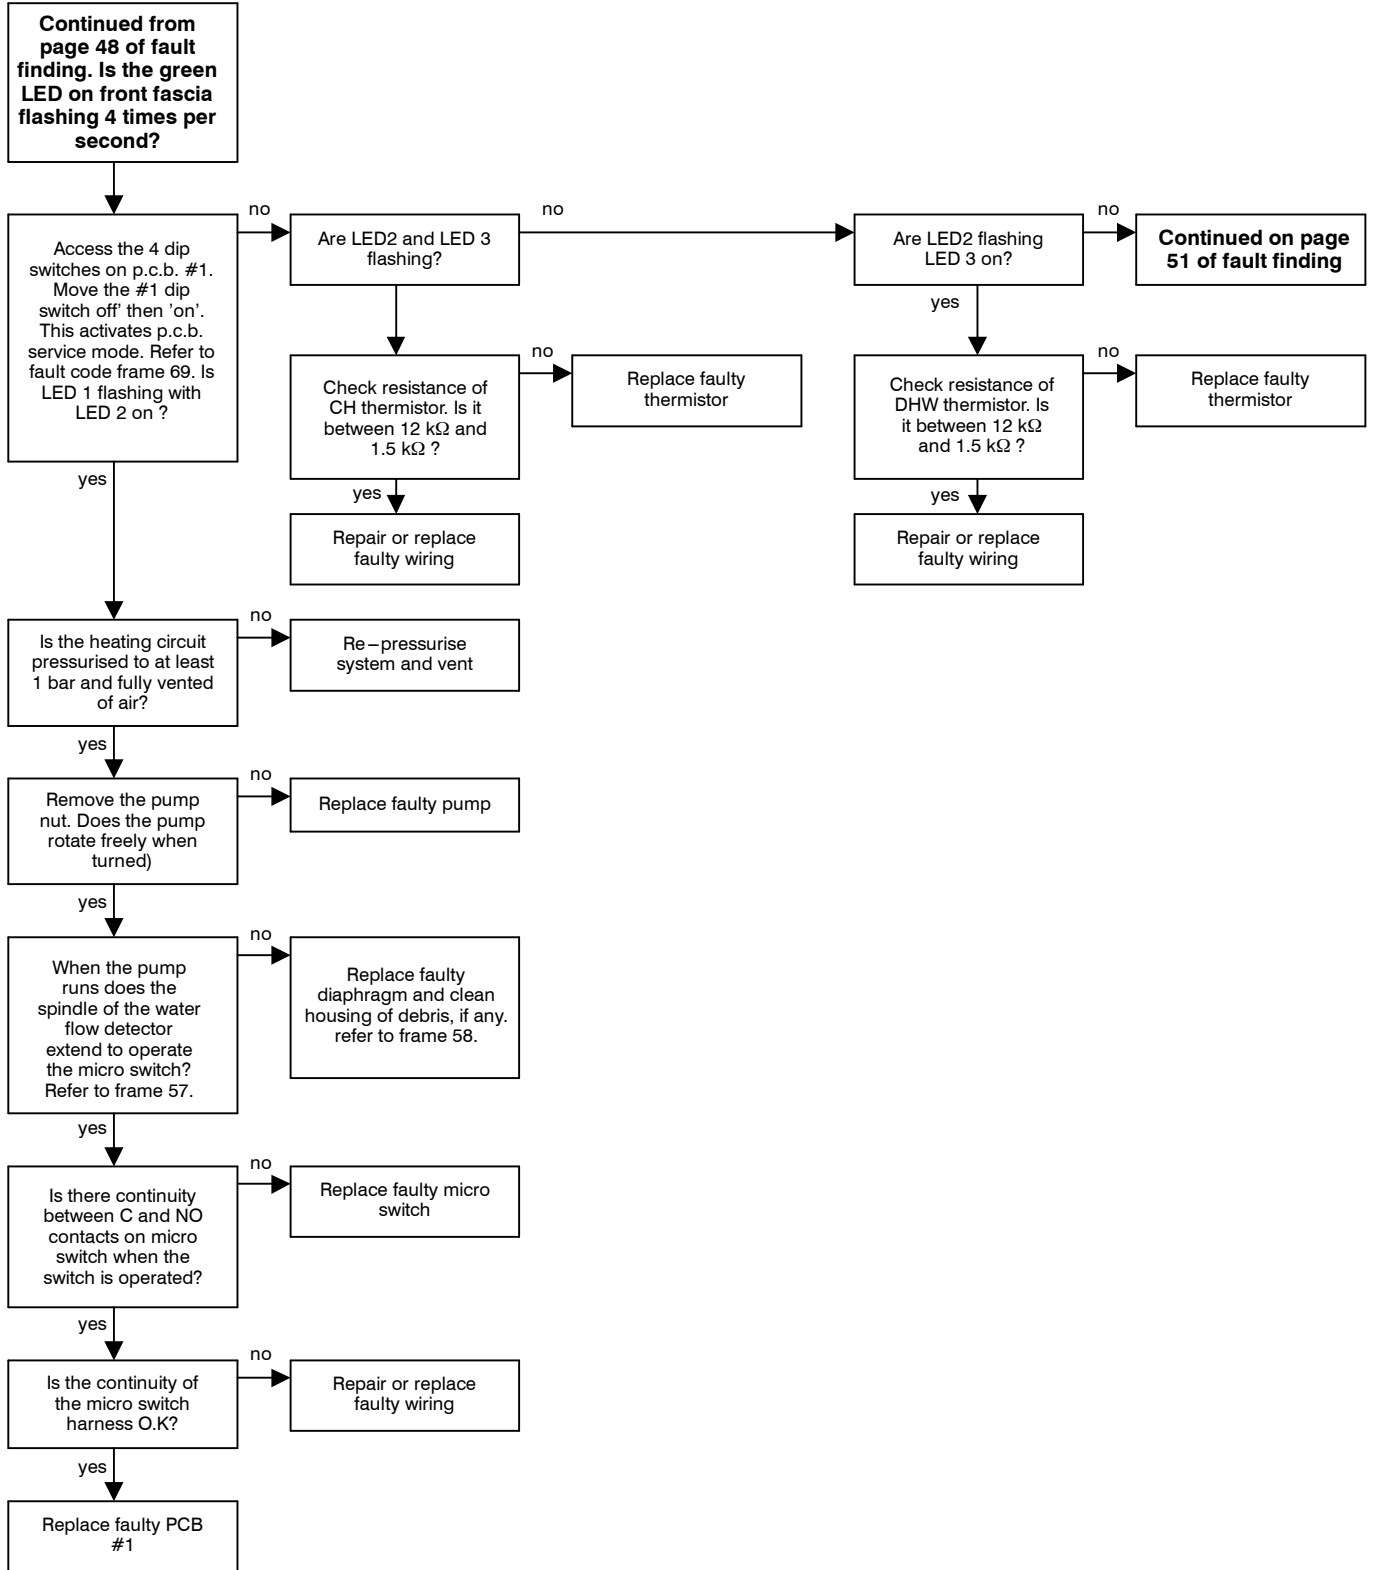 Continued from
page 48 of fault
finding. Is the green
LED on front fascia
flashing 4 times per
second?
no
no
no
Access the 4 dip
switches on p.c.b. #1.
Move the #1 dip
switch off' then ’on’.
This activates p.c.b.
service mode. Refer to
fault code frame 69. Is
LED 1 flashing with
LED 2 on ?
Are LED2 and LED 3
flashing?
Are LED2 flashing
LED 3 on?
Continued on page
51 of fault finding
yes
no
no
Check resistance of
CH thermistor. Is it
between 12 kΩ and
1.5 kΩ ?
Replace faulty
thermistor
Check resistance of
DHW thermistor. Is
it between 12 kΩ
and 1.5 kΩ ?
Replace faulty
thermistor
yes
yes
yes
Repair or replace
faulty wiring
Repair or replace
faulty wiring
no
Is the heating circuit
pressurised to at least
1 bar and fully vented
of air?
Re−pressurise
system and vent
yes
no
Remove the pump
nut. Does the pump
rotate freely when
turned)
Replace faulty pump
yes
no
When the pump
runs does the
spindle of the water
flow detector
extend to operate
the micro switch?
Refer to frame 57.
Replace faulty
diaphragm and clean
housing of debris, if any.
refer to frame 58.
yes
no
Is there continuity
between C and NO
contacts on micro
switch when the
switch is operated?
Replace faulty micro
switch
yes
no
Is the continuity of
the micro switch
harness O.K?
Repair or replace
faulty wiring
yes
Replace faulty PCB
#1